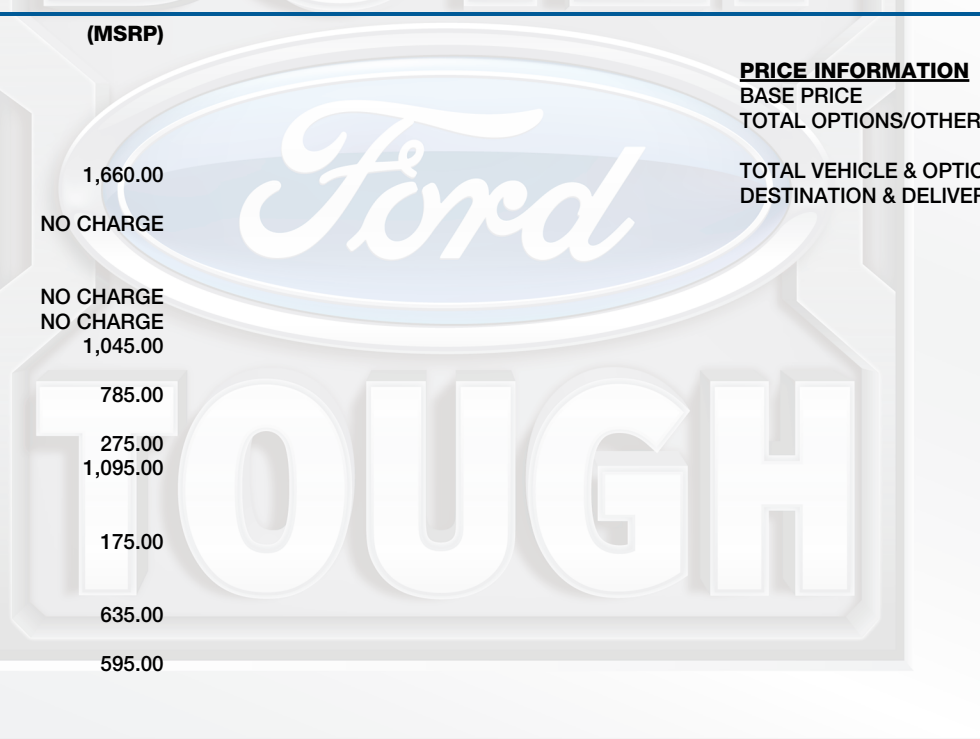 (MSRP)
1,660.00
NO CHARGE
NO CHARGE
NO CHARGE
1,045.00
785.00
275.00
1,095.00
175.00
635.00
595.00
PRICE INFORMATION
BASE PRICE
TOTAL OPTIONS/OTHER
TOTAL VEHICLE & OPTIO
DESTINATION & DELIVER
Ford
TOUGH